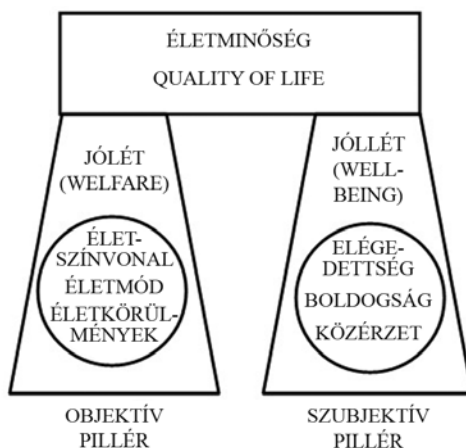 ÉLETMINŐSÉG
QUALITY OF LIFE
JÓLÉT
(WELFARE)
ÉLET-
SZÍNVONAL
ÉLETMÓD
ÉLETKÖRÜL-
MÉNYEK
OBJEKTÍV
PILLÉR
JÓLLÉT
(WELL-
BEING)
ELÉGE-
DETTSÉG
BOLDOGSÁG
KÖZÉRZET
SZUBJEKTÍV
PILLÉR